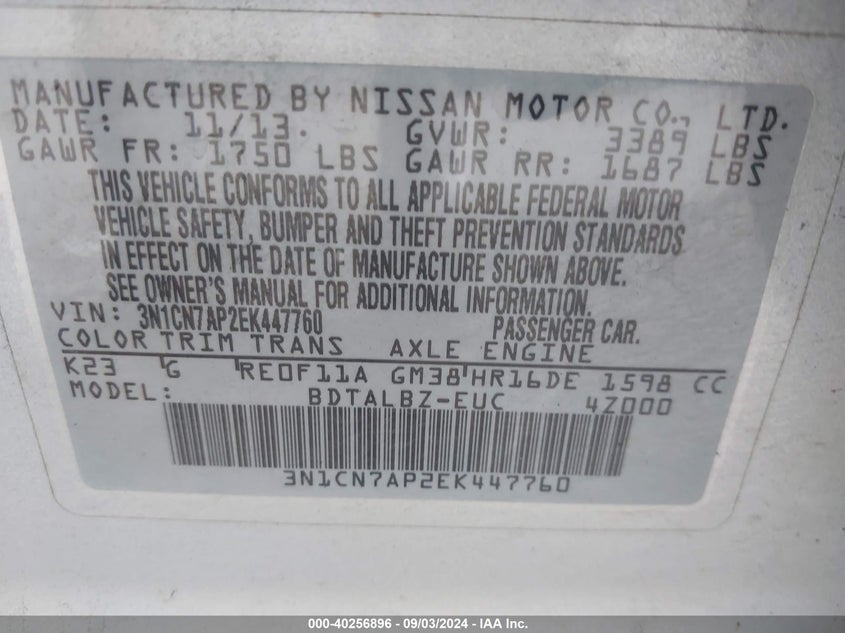 MANUFACTURED BY NISSAN MOTOR CO., LTD.
DATE: 11/13. GVWR: 3389 LBS
GAWR FR: 1750 LBS GAWR RR: 1687 LBS
THIS VEHICLE CONFORMS TO ALL APPLICABLE FEDERAL MOTOR
VEHICLE SAFETY, BUMPER AND THEFT PREVENTION STANDARDS
IN EFFECT ON THE DATE OF MANUFACTURE SHOWN ABOVE.
SEE OWNER'S MANUAL FOR ADDITIONAL INFORMATION.
VIN: 3N1CN7AP2EK447760 PASSENGER CAR.
COLOR TRIM TRANS AXLE ENGINE
K23 G RE0F11A GM38 HR16DE 1598 CC
MODEL: BDTALBZ-EUC 4Z000
3N1CN7AP2EK447760
000-40256896 - 09/03/2024 - IAA Inc.